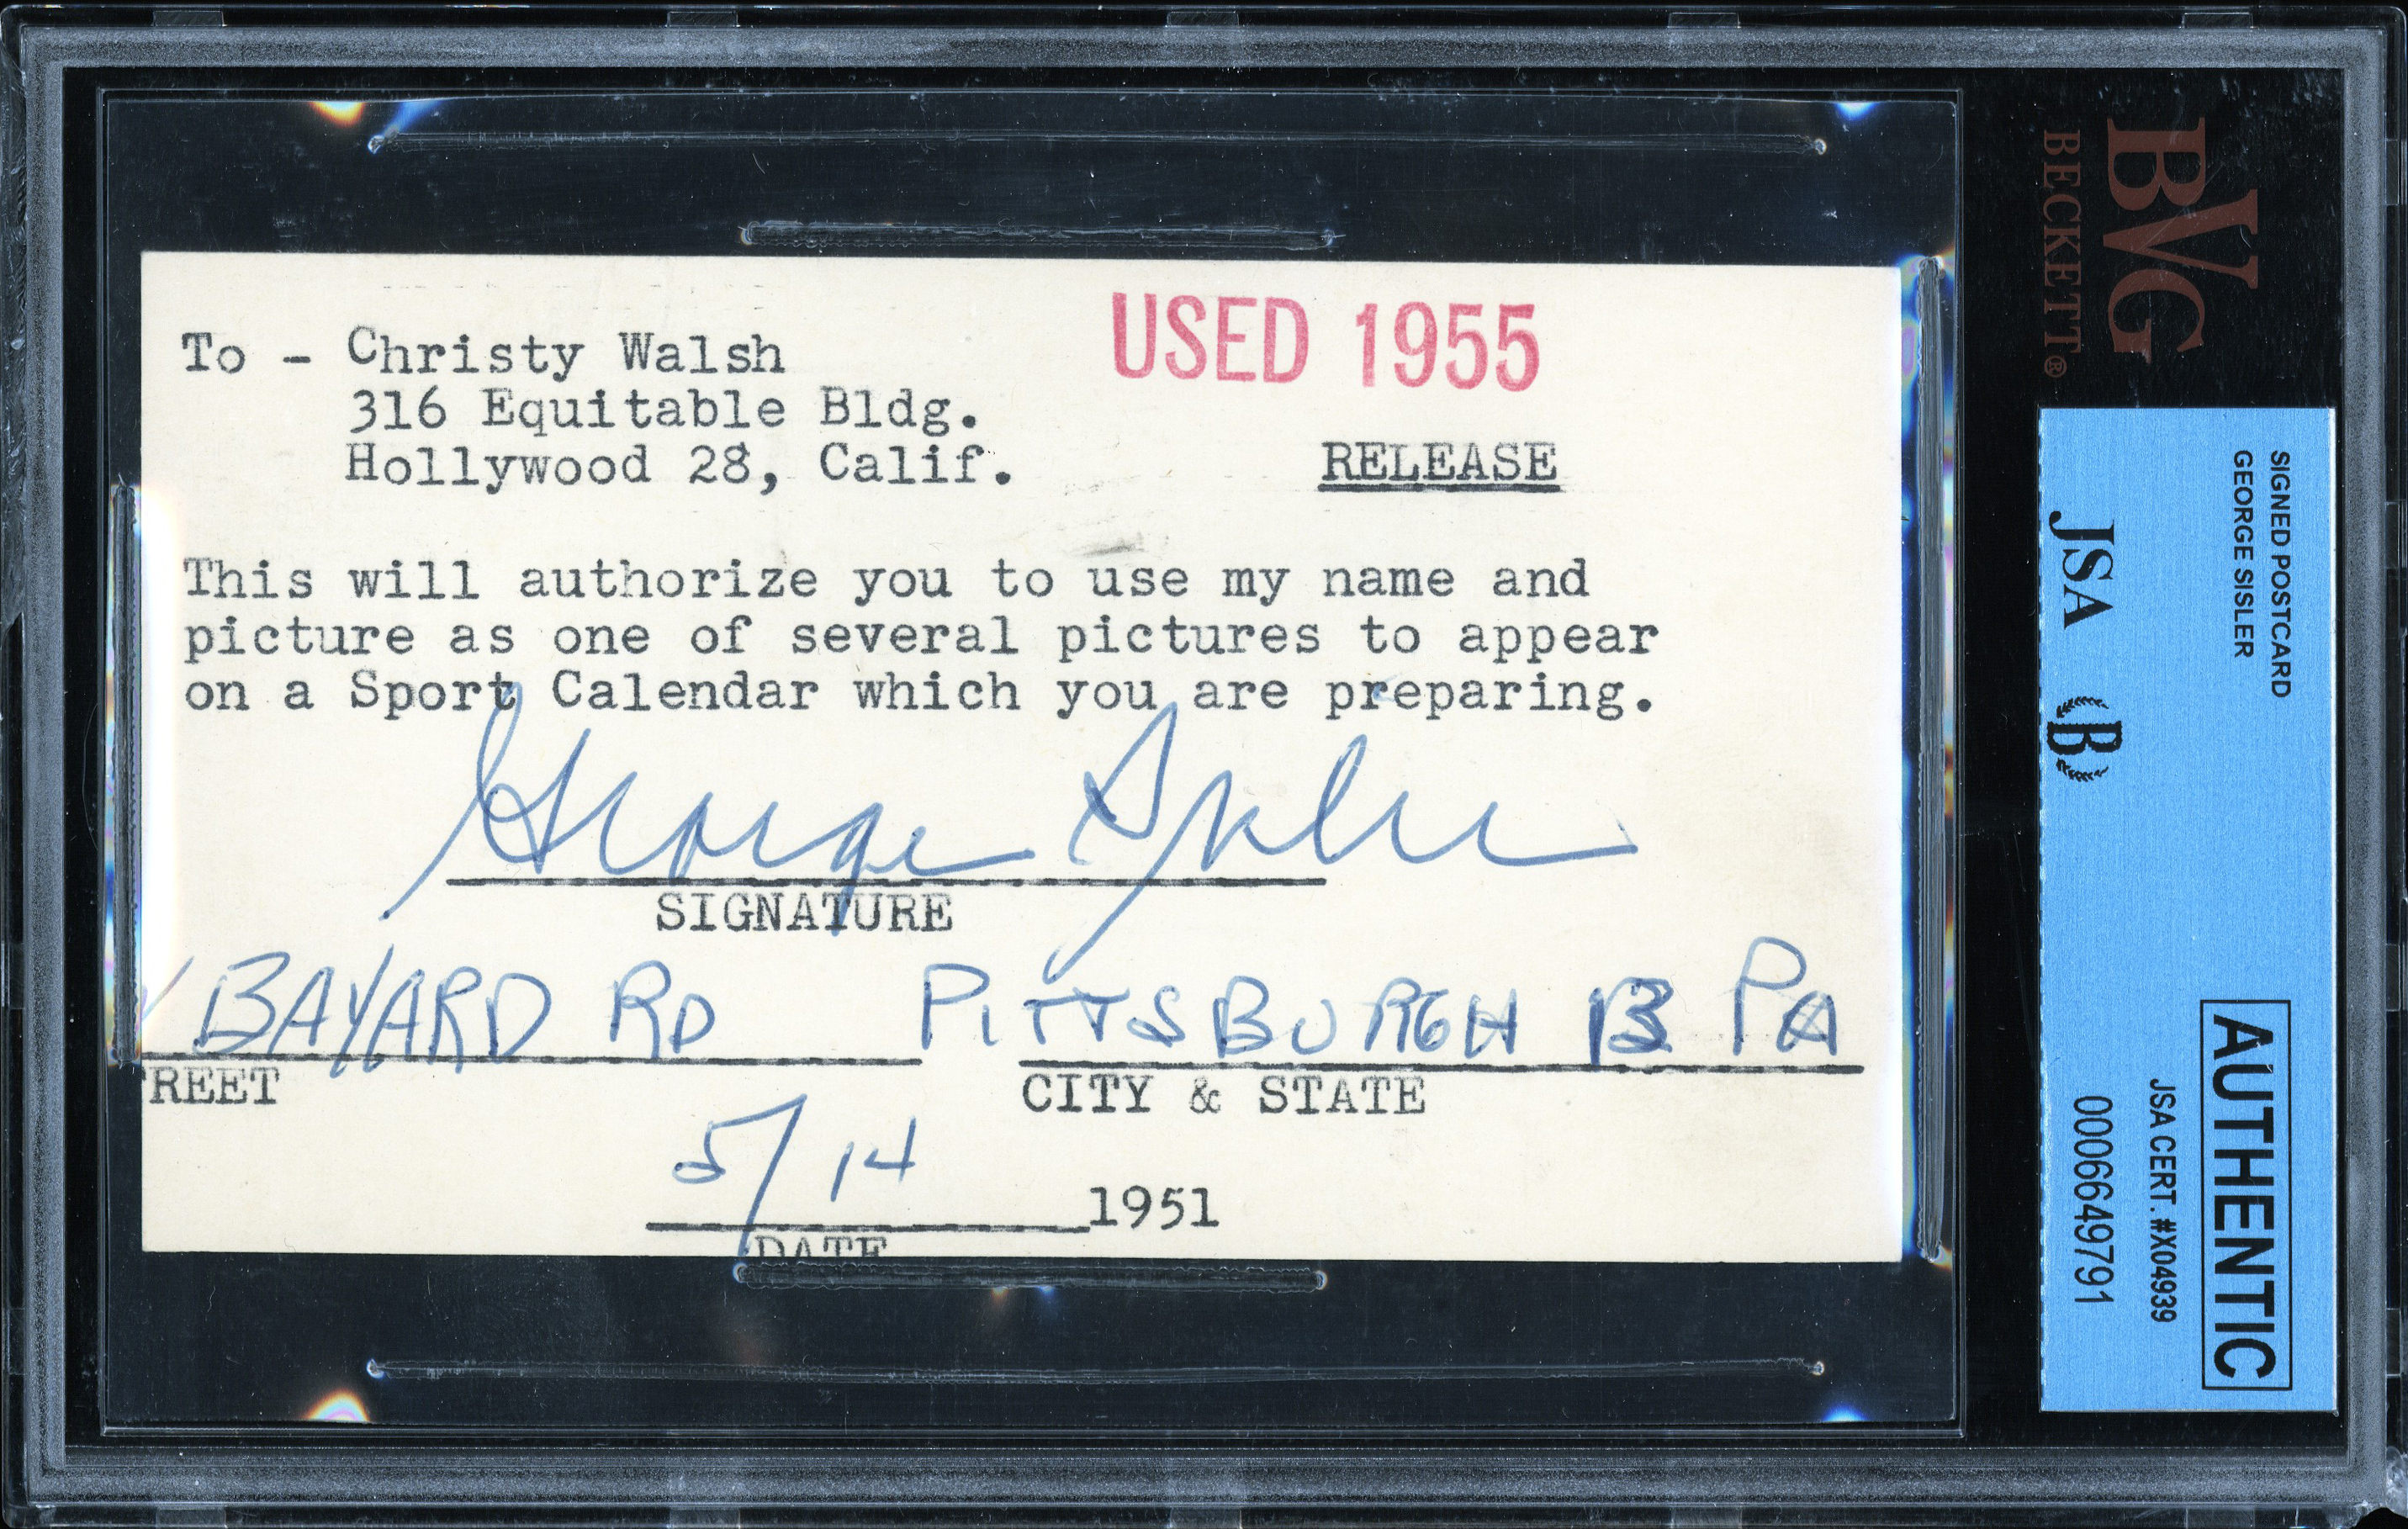 USED 1955
To - Christy Walsh
316 Equitable Bldg.
Hollywood 28, Calif.
RELEASE
This will authorize you to use my name and
picture as one of several pictures to appear
on a Sport Calendar which you are preparing.
George Sisler
SIGNATURE
BAYARD RD PITTSBURGH 13 PA
REET CITY & STATE
5/14 1951
DATE
BVG
BECKETT®
SIGNED POSTCARD
GEORGE SISLER
JSA B
AUTHENTIC
JSA CERT. #X04939
0006649791